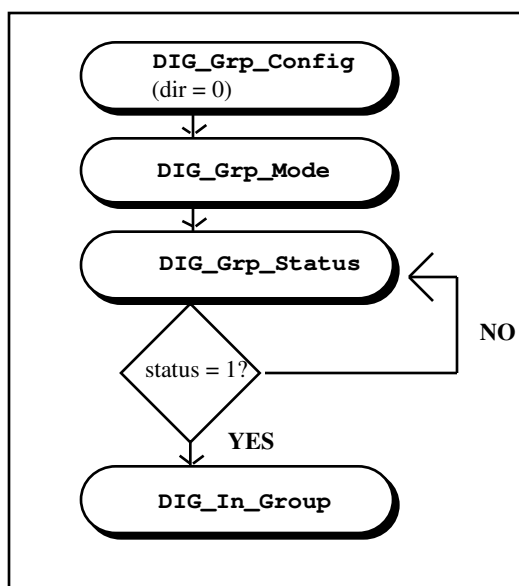 DIG_Grp_Config
(dir = 0)
DIG_Grp_Mode
DIG_Grp_Status
NO
status = 1?
YES
DIG_In_Group